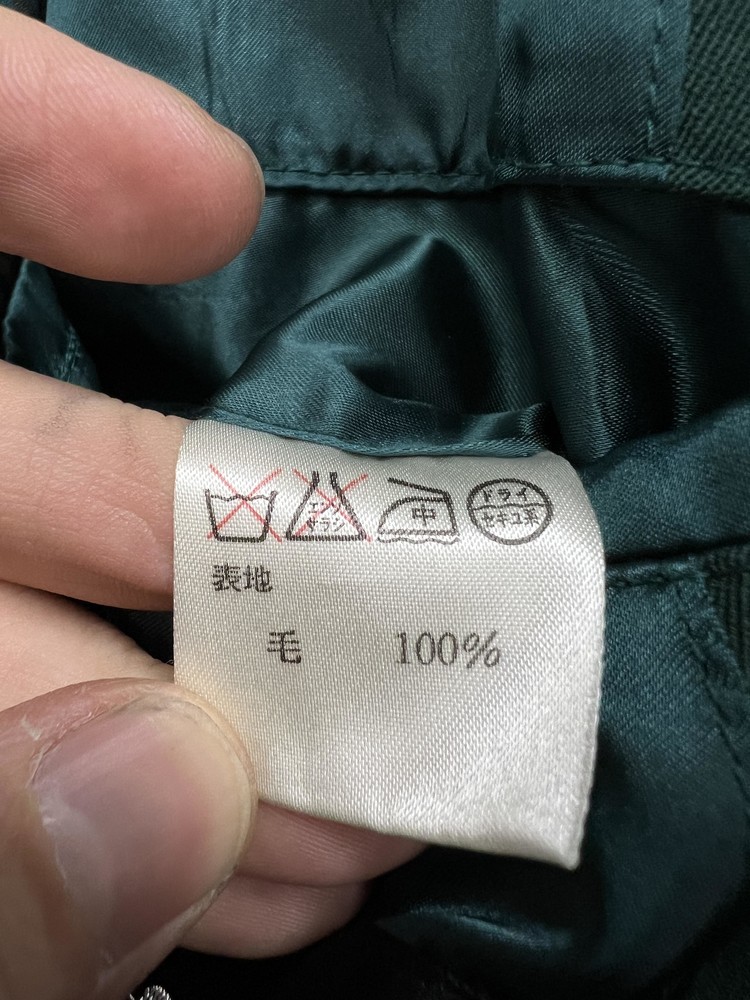 エンソ サラシ 中 ドライ セキユ系
表地
毛 100%